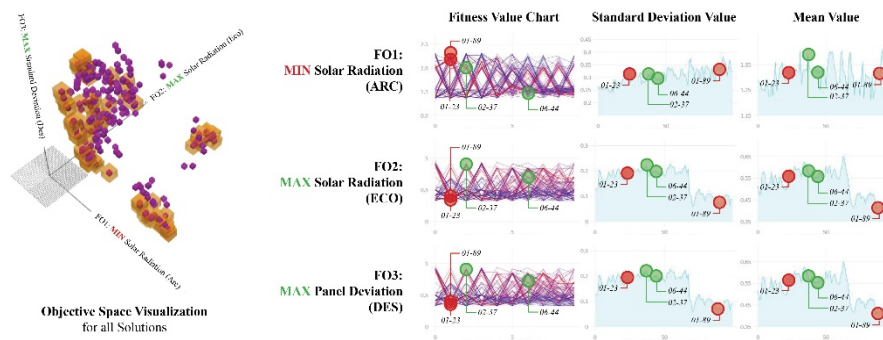 FO3: MAX Standard Deviation (Des)
FO2: MAX Solar Radiation (Eco)
FO1: MIN Solar Radiation (Arc)
Objective Space Visualization
for all Solutions
Fitness Value Chart
Standard Deviation Value
Mean Value
FO1:
MIN Solar Radiation
(ARC)
01-89
01-23
02-37
06-44
01-23
06-44
02-37
01-89
01-23
06-44
02-37
01-89
FO2:
MAX Solar Radiation
(ECO)
01-89
01-23
02-37
06-44
01-23
06-44
02-37
01-89
01-23
06-44
02-37
01-89
FO3:
MAX Panel Deviation
(DES)
01-89
01-23
02-37
06-44
01-23
06-44
02-37
01-89
01-23
06-44
02-37
01-89